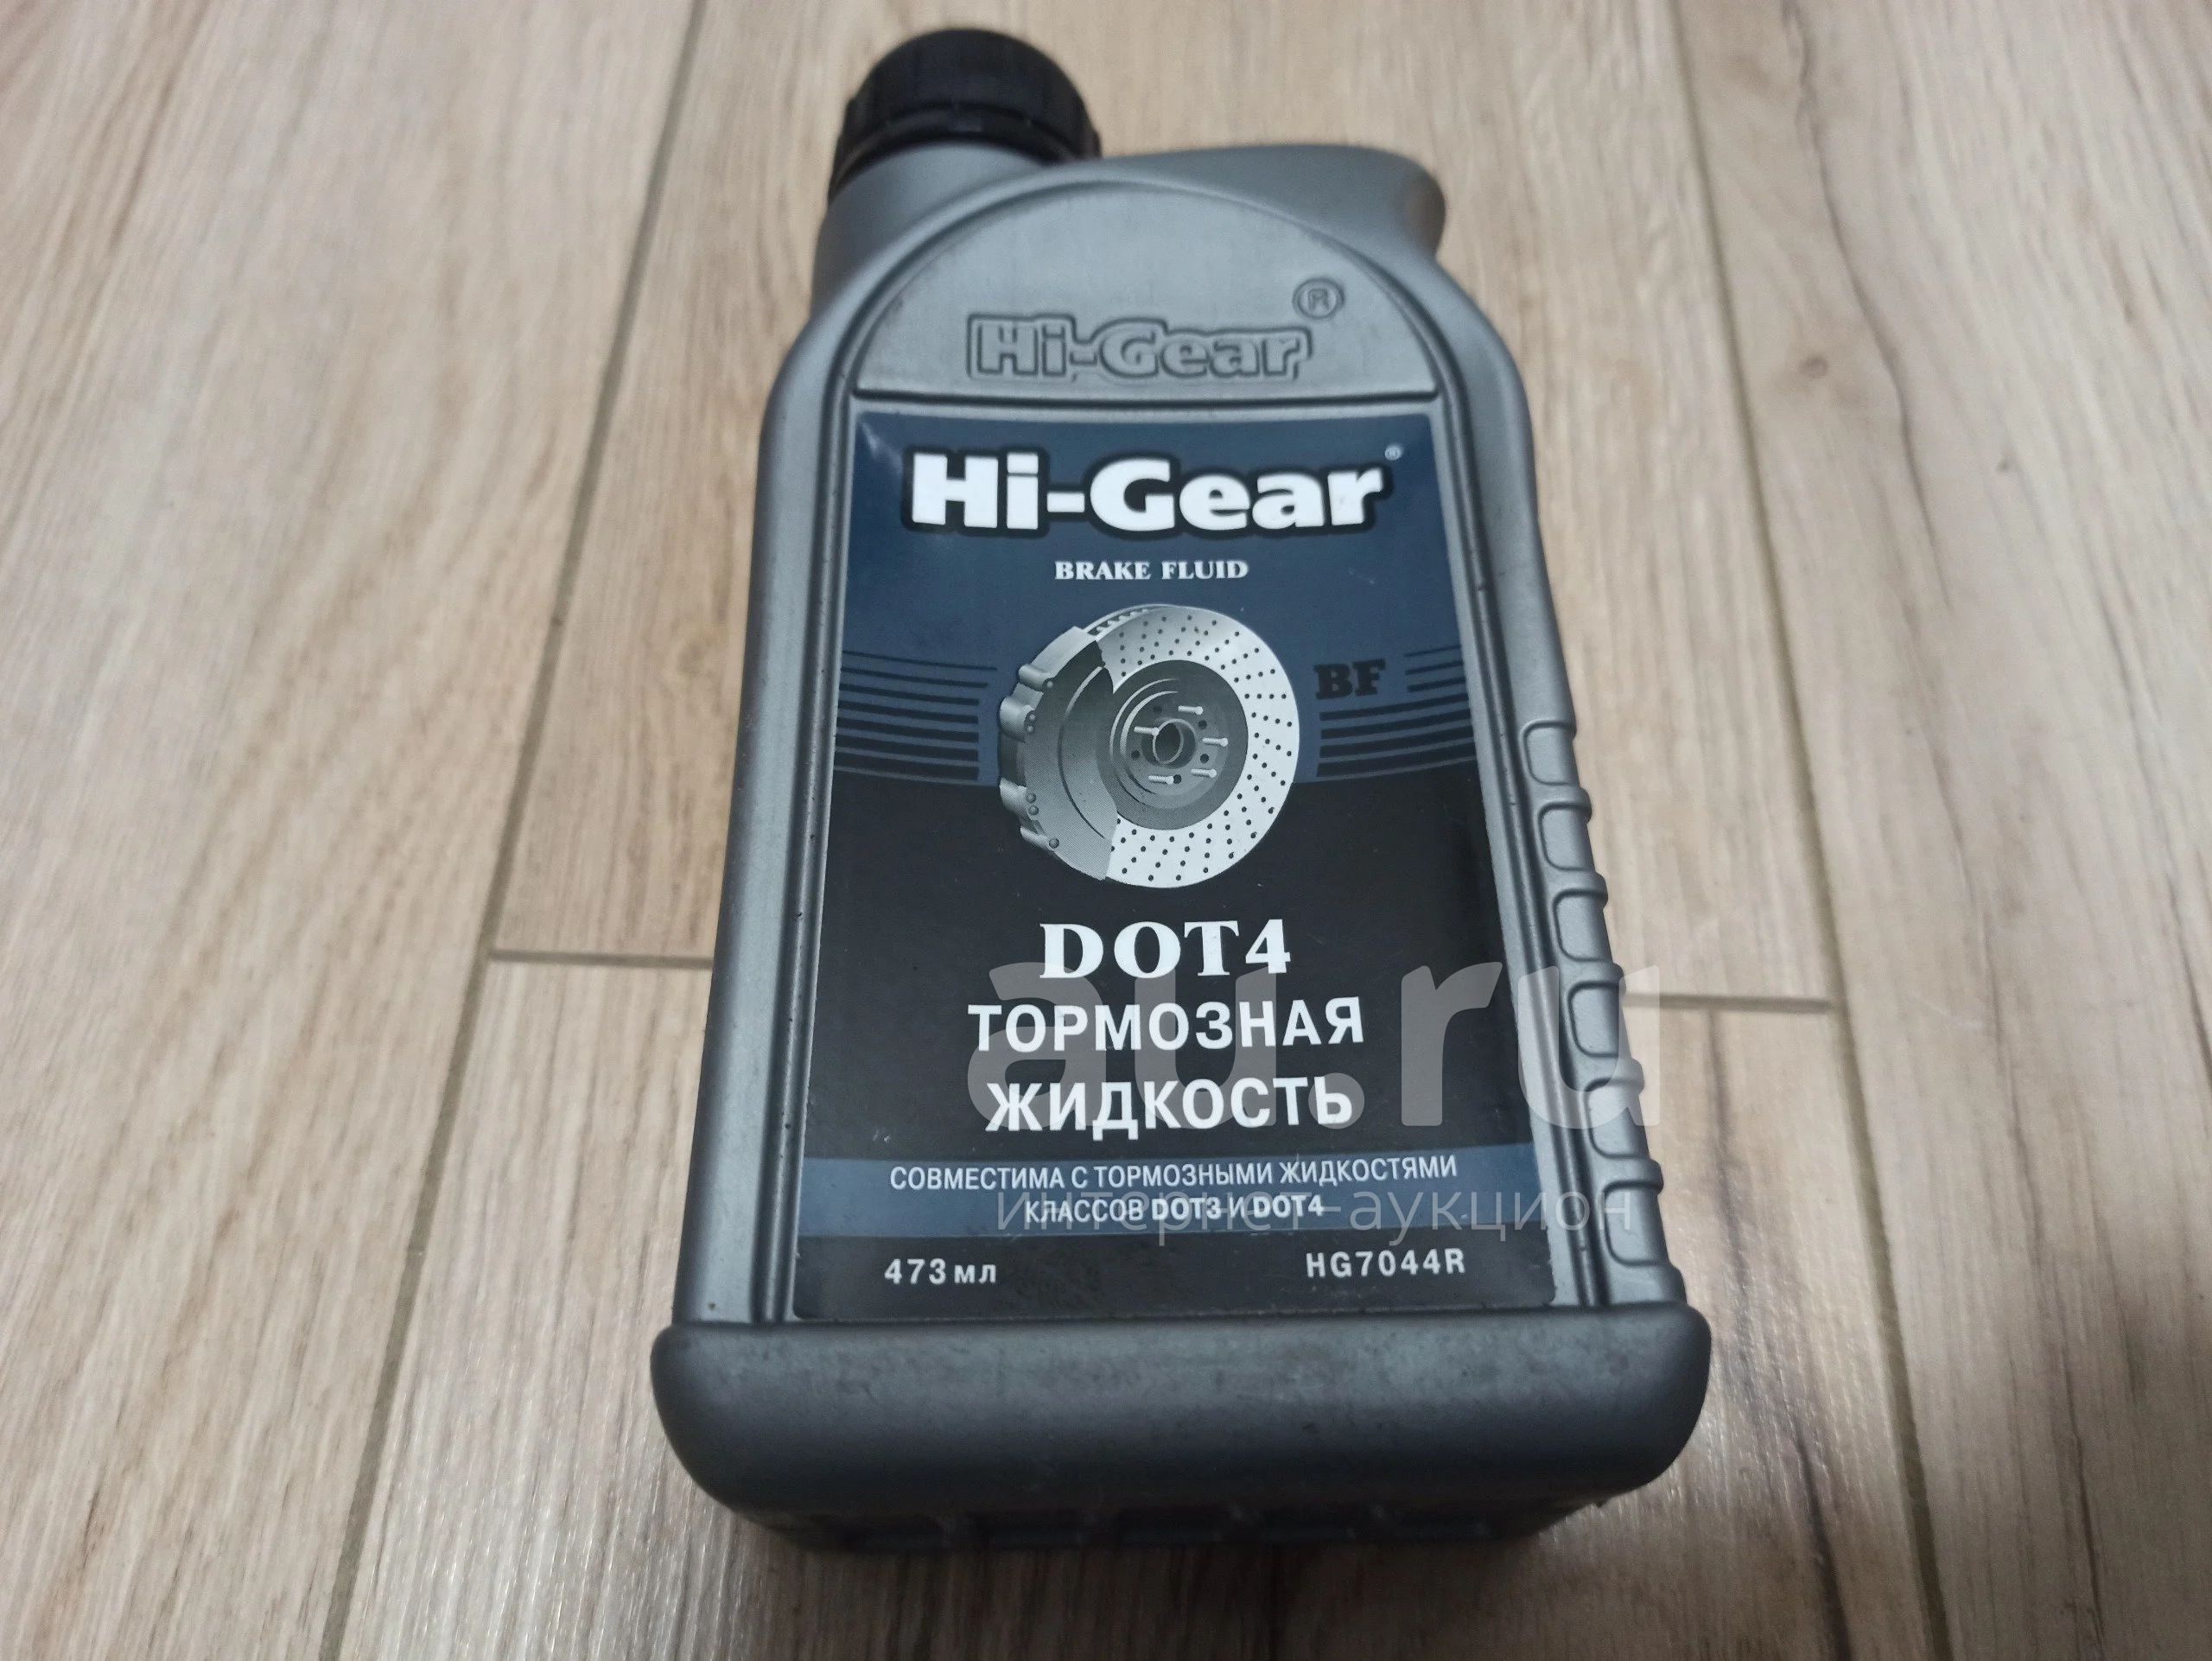 Hi-Gear®
Hi-Gear®
BRAKE FLUID
BF
DOT4
ТОРМОЗНАЯ
ЖИДКОСТЬ
СОВМЕСТИМА С ТОРМОЗНЫМИ ЖИДКОСТЯМИ
КЛАССОВ DOT3 И DOT4
473 мл HG7044R
au.ru
интернет-аукцион